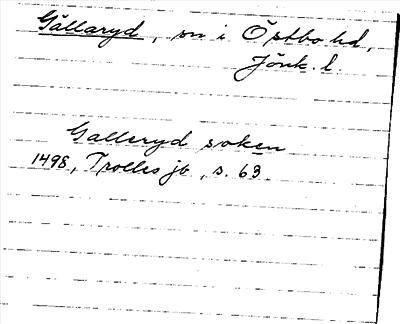 Gällaryd, sn i Östbo hd,
Jönk. l.
Galleryd soken
1498, Trolles jb, s. 63.